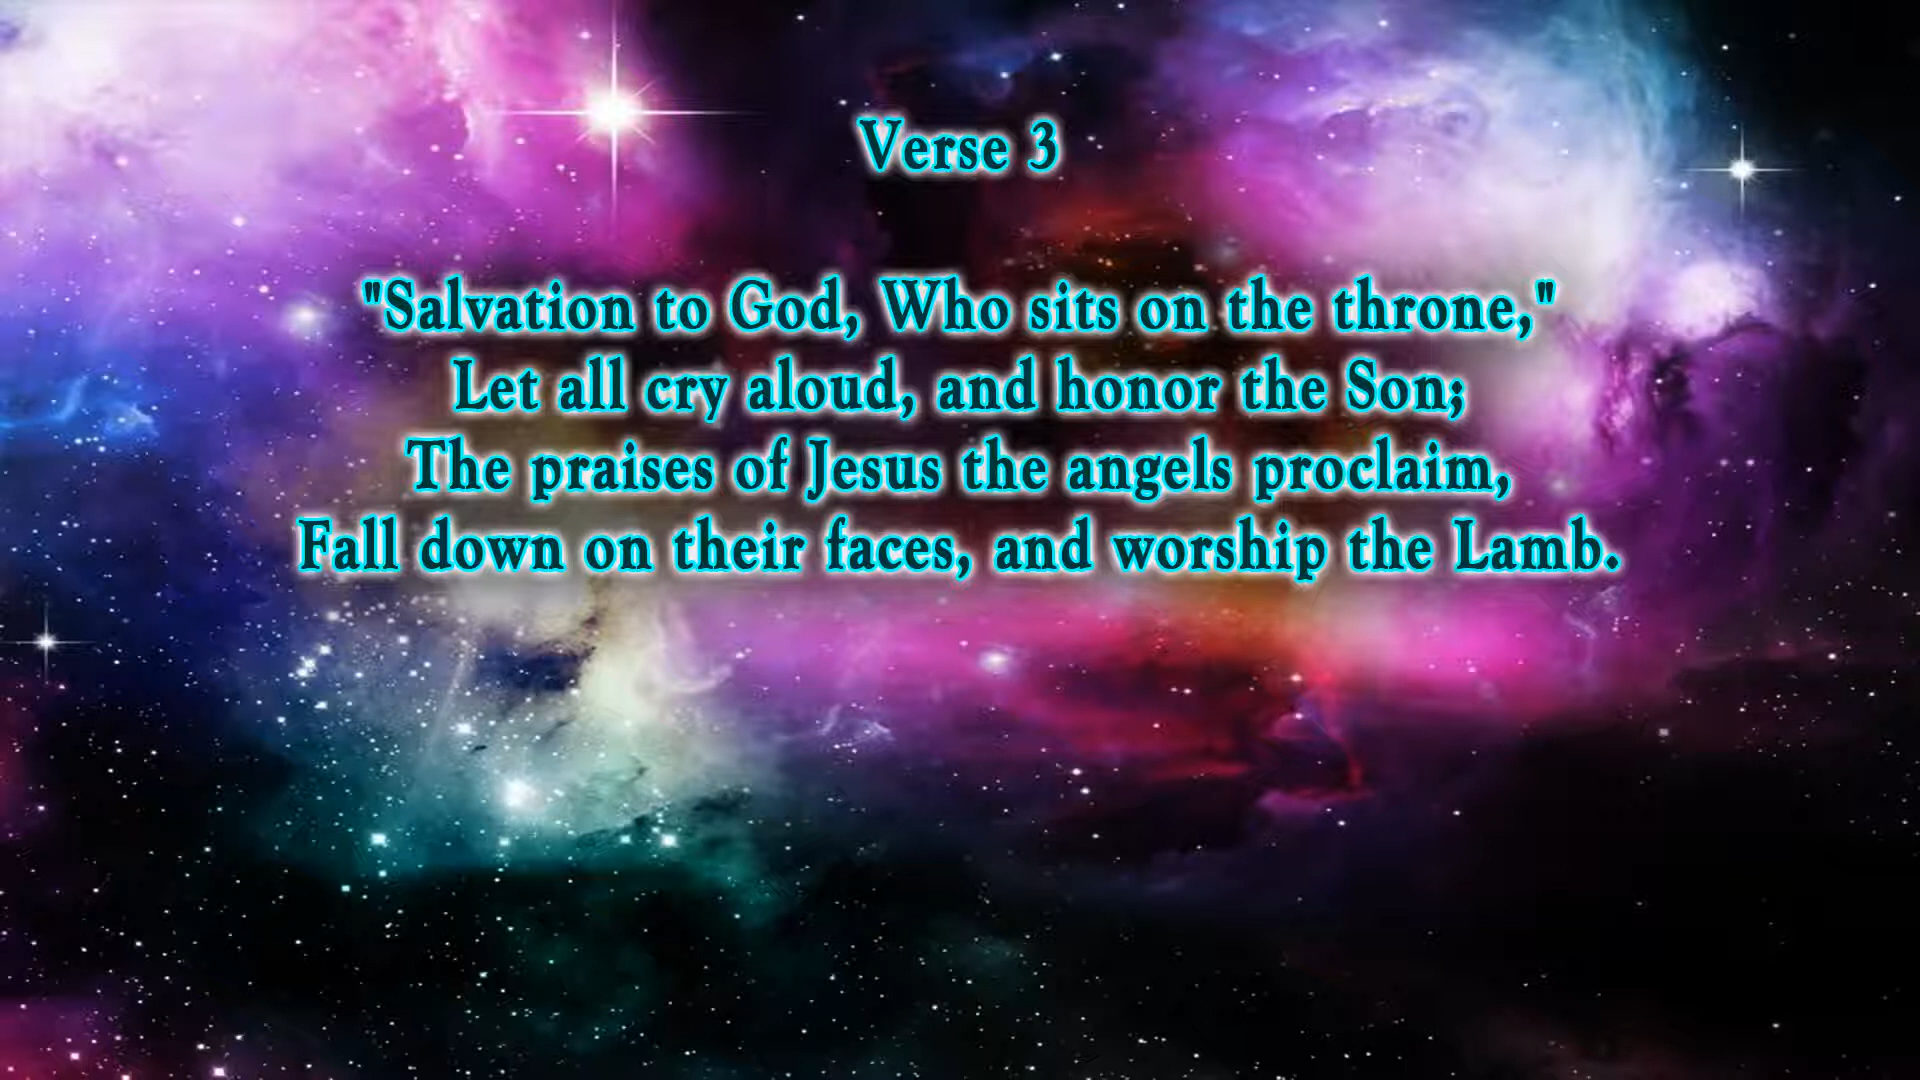 Verse 3
"Salvation to God, Who sits on the throne,"
Let all cry aloud, and honor the Son;
The praises of Jesus the angels proclaim,
Fall down on their faces, and worship the Lamb.